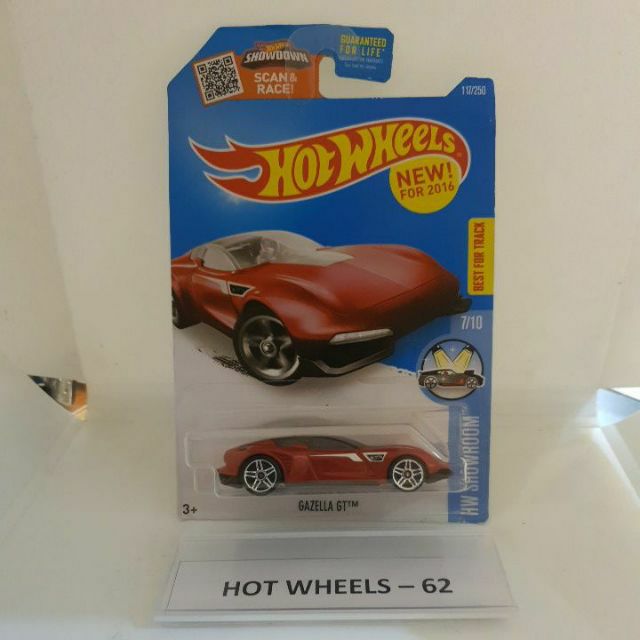 SHOWDOWN
SCAN &
RACE!
GUARANTEED
FOR LIFE
117/250
HOT WHEELS
NEW!
FOR 2016
BEST FOR TRACK
7/10
HW SHOWROOM™
3+
GAZELLA GT™
HOT WHEELS – 62